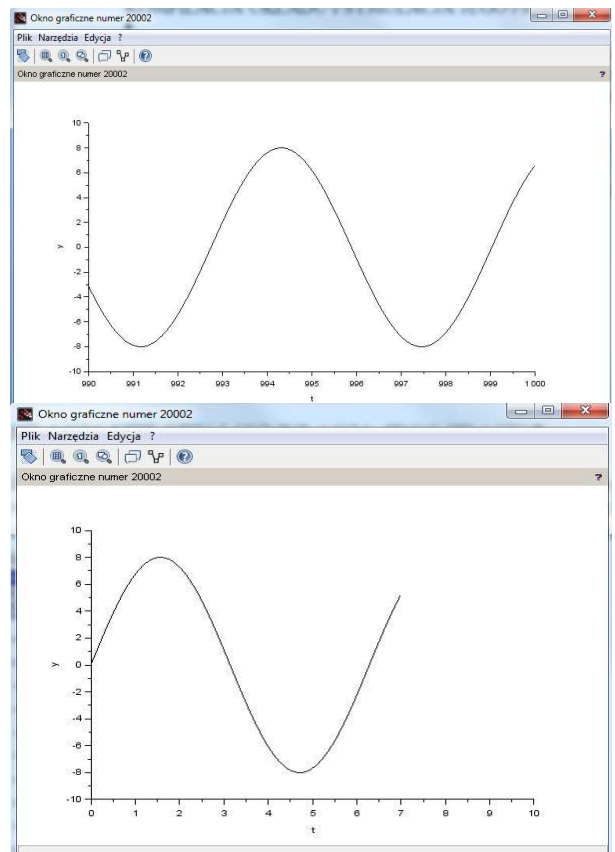 Okno graficzne numer 20002
Plik Narzędzia Edycja ?
Okno graficzne numer 20002 ?
10
8
6
4
2
y
0
-2
-4
-6
-8
-10
990 991 992 993 994 995 996 997 998 999 1 000
t
Okno graficzne numer 20002
Plik Narzędzia Edycja ?
Okno graficzne numer 20002 ?
10
8
6
4
2
y
0
-2
-4
-6
-8
-10
0 1 2 3 4 5 6 7 8 9 10
t